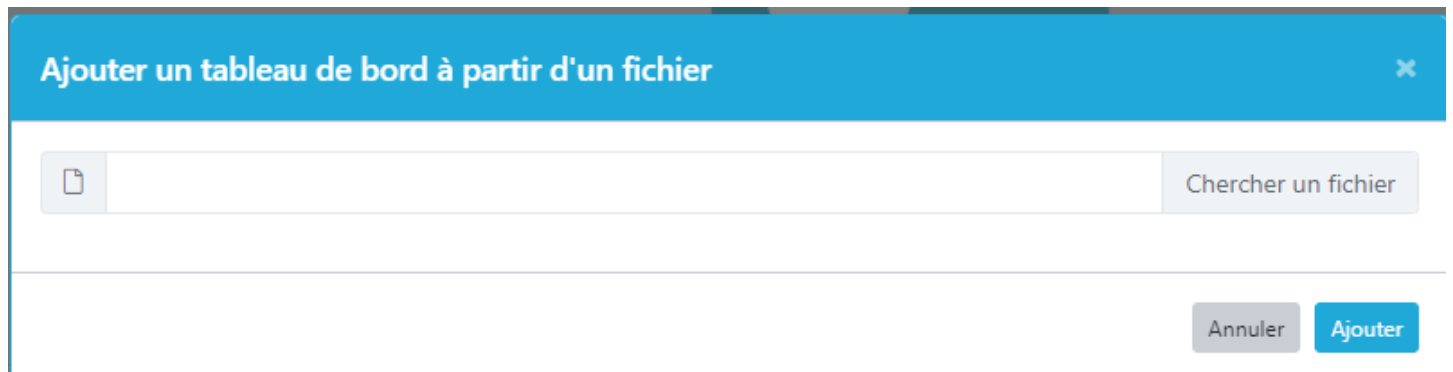 Ajouter un tableau de bord à partir d'un fichier
Chercher un fichier
Annuler
Ajouter